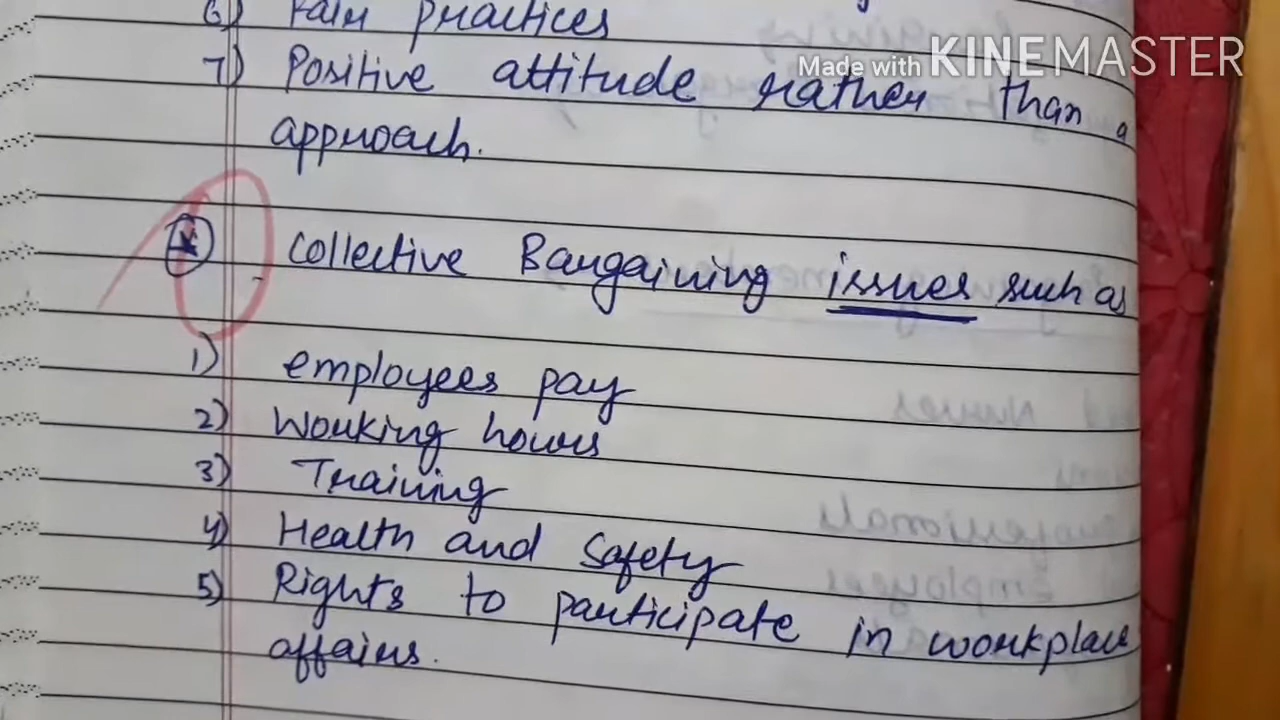 6) Fair practices
Made with KINEMASTER
7) Positive attitude rather than a
approach.
Collective Bargaining issues such as
1) employees pay
2) Working hours
3) Training
4) Health and Safety
5) Rights to participate in workplace
affairs.